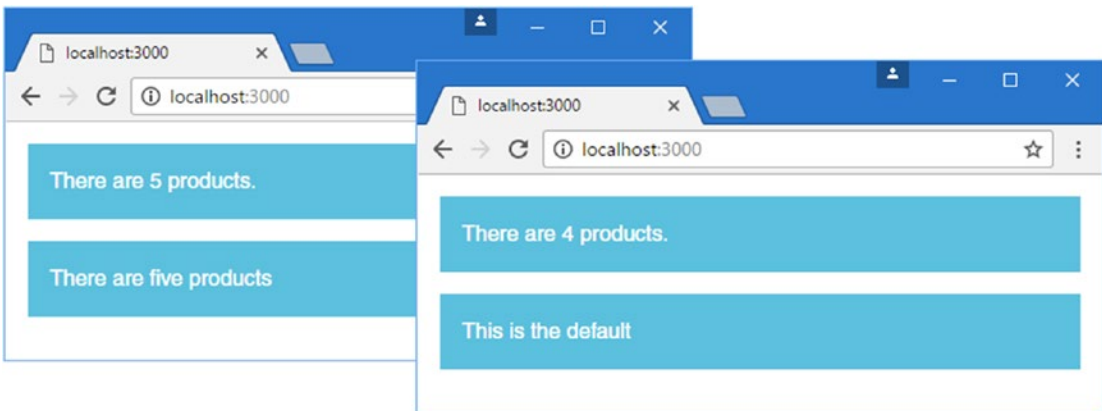 localhost:3000
localhost:3000
There are 5 products.
There are five products
localhost:3000
localhost:3000
There are 4 products.
This is the default